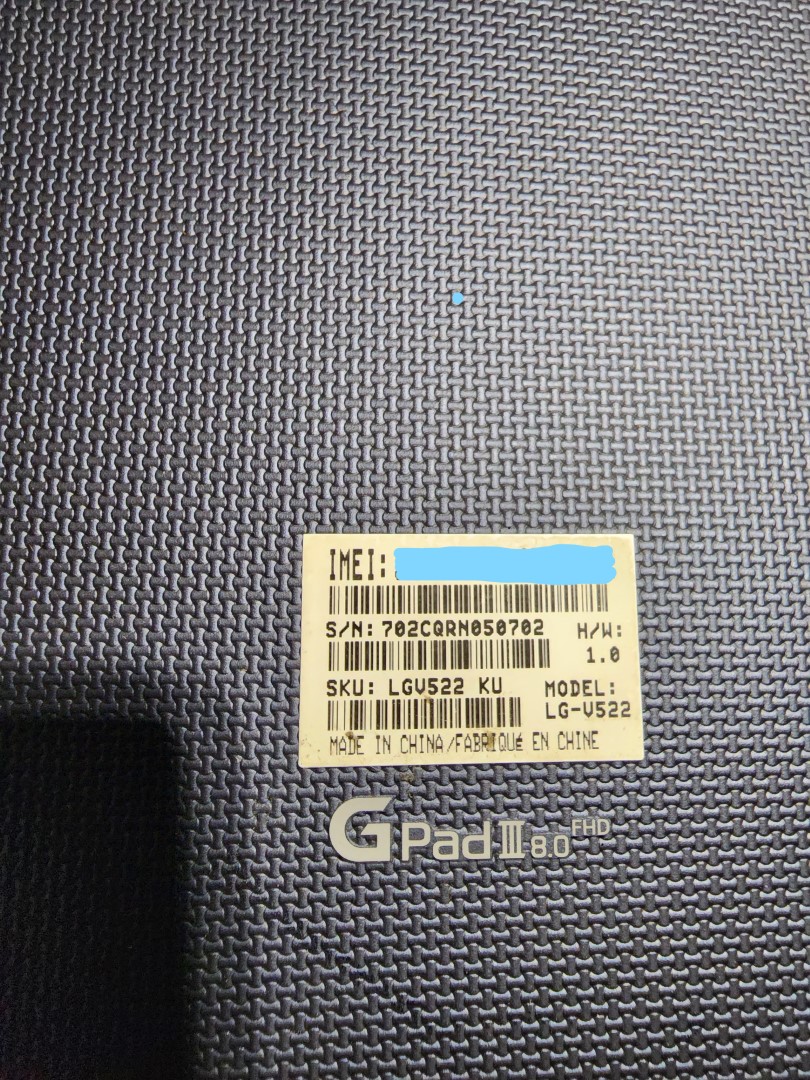 IMEI:
S/N: 702CQRN050702 H/W:
1.0
SKU: LGV522 KU MODEL:
LG-V522
MADE IN CHINA/FABRIQUé EN CHINE
G Pad III 8.0 FHD